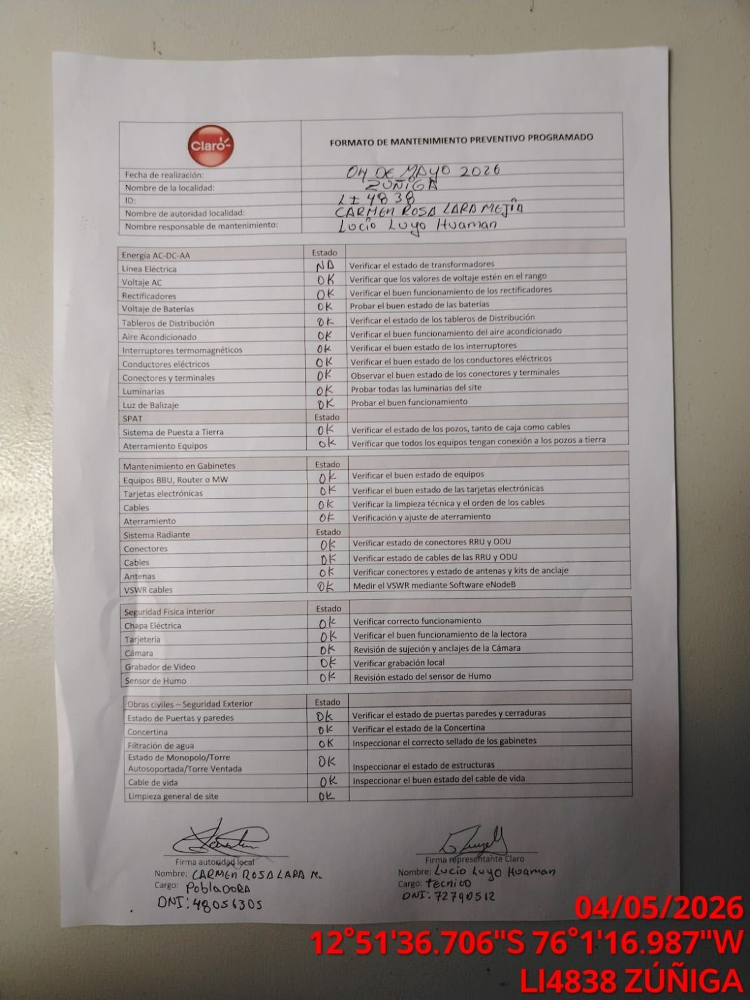 Claro
FORMATO DE MANTENIMIENTO PREVENTIVO PROGRAMADO
Fecha de realización: 04 DE MAYO 2026
Nombre de la localidad: ZÚÑIGA
ID: LI 4838
Nombre de autoridad localidad: CARMEN ROSA LARA MEJÍA
Nombre responsable de mantenimiento: Lucio Luyo Huaman
Energía AC-DC-AA Estado
Línea Eléctrica NA Verificar el estado de transformadores
Voltaje AC OK Verificar que los valores de voltaje estén en el rango
Rectificadores OK Verificar el buen funcionamiento de los rectificadores
Voltaje de Baterías OK Probar el buen estado de las baterías
Tableros de Distribución OK Verificar el estado de los tableros de Distribución
Aire Acondicionado OK Verificar el buen funcionamiento del aire acondicionado
Interruptores termomagnéticos OK Verificar el buen estado de los interruptores
Conductores eléctricos OK Verificar el buen estado de los conductores eléctricos
Conectores y terminales OK Observar el buen estado de los conectores y terminales
Luminarias OK Probar todas las luminarias del site
Luz de Balizaje OK Probar el buen funcionamiento
SPAT Estado
Sistema de Puesta a Tierra OK Verificar el estado de los pozos, tanto de caja como cables
Aterramiento Equipos OK Verificar que todos los equipos tengan conexión a los pozos a tierra
Mantenimiento en Gabinetes Estado
Equipos BBU, Router o MW OK Verificar el buen estado de equipos
Tarjetas electrónicas OK Verificar el buen estado de las tarjetas electrónicas
Cables OK Verificar la limpieza técnica y el orden de los cables
Aterramiento OK Verificación y ajuste de aterramiento
Sistema Radiante Estado
Conectores OK Verificar estado de conectores RRU y ODU
Cables OK Verificar estado de cables de las RRU y ODU
Antenas OK Verificar conectores y estado de antenas y kits de anclaje
VSWR cables OK Medir el VSWR mediante Software eNodeB
Seguridad Física interior Estado
Chapa Eléctrica OK Verificar correcto funcionamiento
Tarjetería OK Verificar el buen funcionamiento de la lectora
Cámara OK Revisión de sujeción y anclajes de la Cámara
Grabador de Video OK Verificar grabación local
Sensor de Humo OK Revisión estado del sensor de Humo
Obras civiles – Seguridad Exterior Estado
Estado de Puertas y paredes OK Verificar el estado de puertas paredes y cerraduras
Concertina OK Verificar el estado de la Concertina
Filtración de agua OK Inspeccionar el correcto sellado de los gabinetes
Estado de Monopolo/Torre
Autosoportada/Torre Ventada OK Inspeccionar el estado de estructuras
Cable de vida OK Inspeccionar el buen estado del cable de vida
Limpieza general de site OK
Firma autoridad local Firma representante Claro
Nombre: CARMEN ROSA LARA M. Nombre: Lucio Luyo Huaman
Cargo: PobladORA Cargo: tecnico
DNI: 48056305 DNI: 72790512
04/05/2026
12°51'36.706"S 76°1'16.987"W
LI4838 ZÚÑIGA